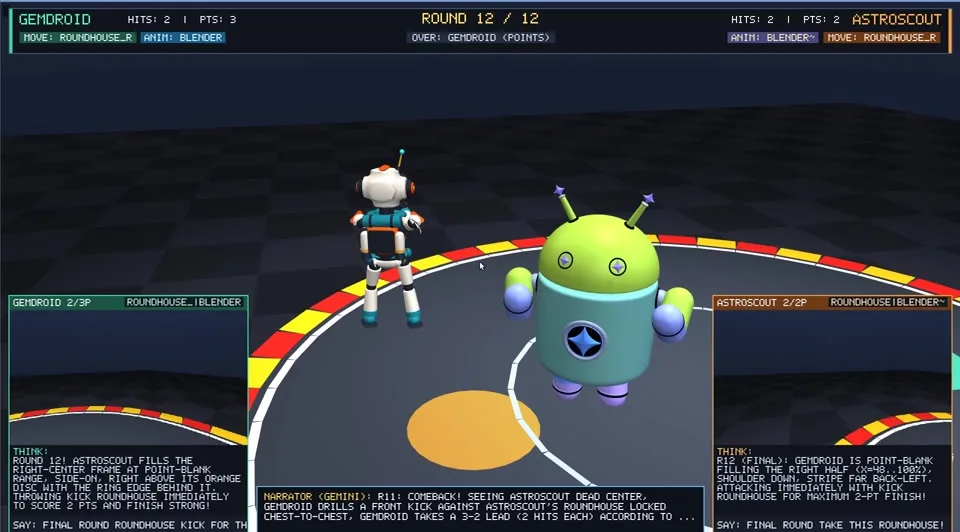 GEMDROID HITS: 2 | PTS: 3
MOVE: ROUNDHOUSE_R ANIM: BLENDER
ROUND 12 / 12
OVER: GEMDROID (POINTS)
HITS: 2 | PTS: 2 ASTROSCOUT
ANIM: BLENDER~ MOVE: ROUNDHOUSE_R
GEMDROID 2/3P ROUNDHOUSE_|BLENDER
THINK:
ROUND 12! ASTROSCOUT FILLS THE
RIGHT-CENTER FRAME AT POINT-BLANK
RANGE, SIDE-ON, RIGHT ABOVE ITS ORANGE
DISC WITH THE RING EDGE BEHIND IT.
THROWING KICK ROUNDHOUSE IMMEDIATELY
TO SCORE 2 PTS AND FINISH STRONG!
SAY: FINAL ROUND ROUNDHOUSE KICK FOR TH
NARRATOR (GEMINI): R11: COMEBACK! SEEING ASTROSCOUT DEAD CENTER,
GEMDROID DRILLS A FRONT KICK AGAINST ASTROSCOUT'S ROUNDHOUSE LOCKED
CHEST-TO-CHEST, GEMDROID TAKES A 3-2 LEAD (2 HITS EACH) ACCORDING TO ...
ASTROSCOUT 2/2P ROUNDHOUSE|BLENDER~
THINK:
R12 (FINAL): GEMDROID IS POINT-BLANK
FILLING THE RIGHT HALF (X=48..100%),
SHOULDER DOWN, STRIPE FAR BACK-LEFT.
ATTACKING IMMEDIATELY WITH KICK
ROUNDHOUSE FOR MAXIMUM 2-PT FINISH!
SAY: FINAL ROUND TAKE THIS ROUNDHOUSE!